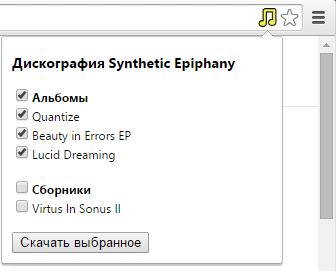 Дискография Synthetic Epiphany
Альбомы
Quantize
Beauty in Errors EP
Lucid Dreaming
Сборники
Virtus In Sonus II
Скачать выбранное